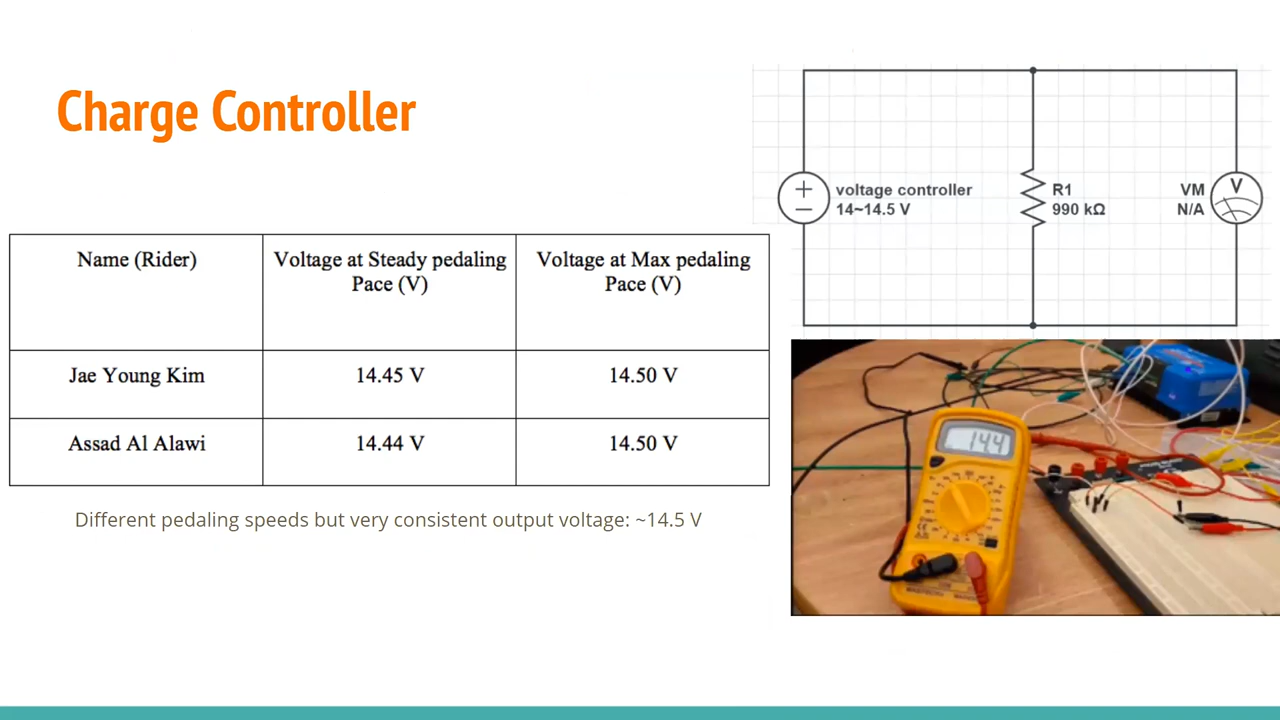 Charge Controller
Name (Rider)
Voltage at Steady pedaling
Pace (V)
Voltage at Max pedaling
Pace (V)
Jae Young Kim
14.45 V
14.50 V
Assad Al Alawi
14.44 V
14.50 V
Different pedaling speeds but very consistent output voltage: ~14.5 V
voltage controller
14~14.5 V
R1
990 kΩ
VM
N/A
V
14.4